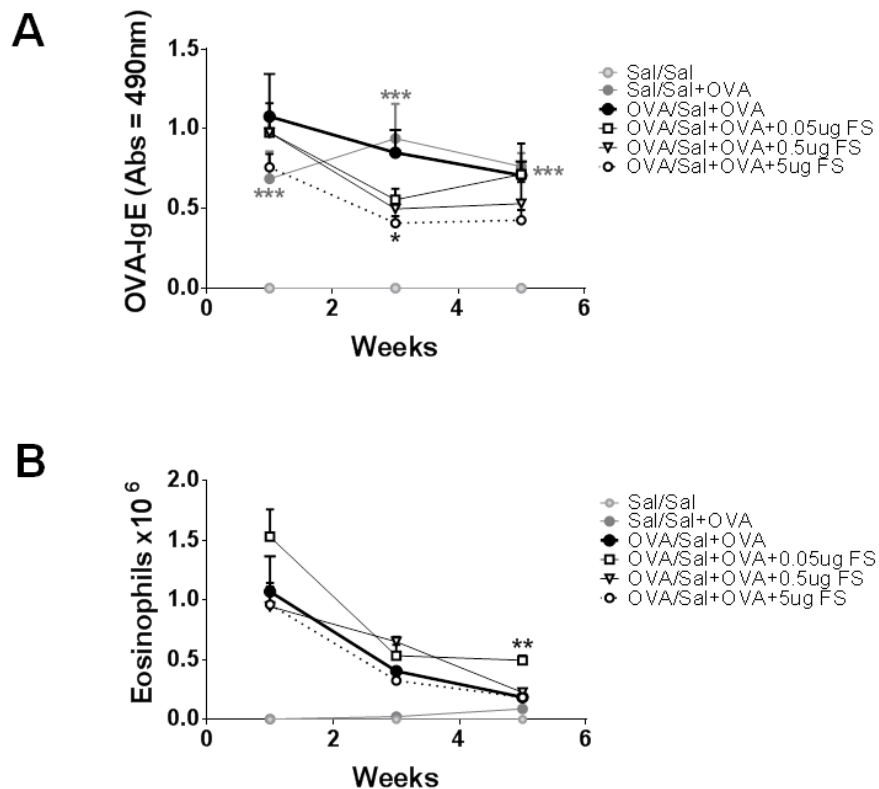 A
OVA-IgE (Abs = 490nm)
1.5
1.0
0.5
0.0
0 2 4 6
Weeks
***
***
***
*
Sal/Sal
Sal/Sal+OVA
OVA/Sal+OVA
OVA/Sal+OVA+0.05ug FS
OVA/Sal+OVA+0.5ug FS
OVA/Sal+OVA+5ug FS
B
Eosinophils x10 6
2.0
1.5
1.0
0.5
0.0
0 2 4 6
Weeks
**
Sal/Sal
Sal/Sal+OVA
OVA/Sal+OVA
OVA/Sal+OVA+0.05ug FS
OVA/Sal+OVA+0.5ug FS
OVA/Sal+OVA+5ug FS